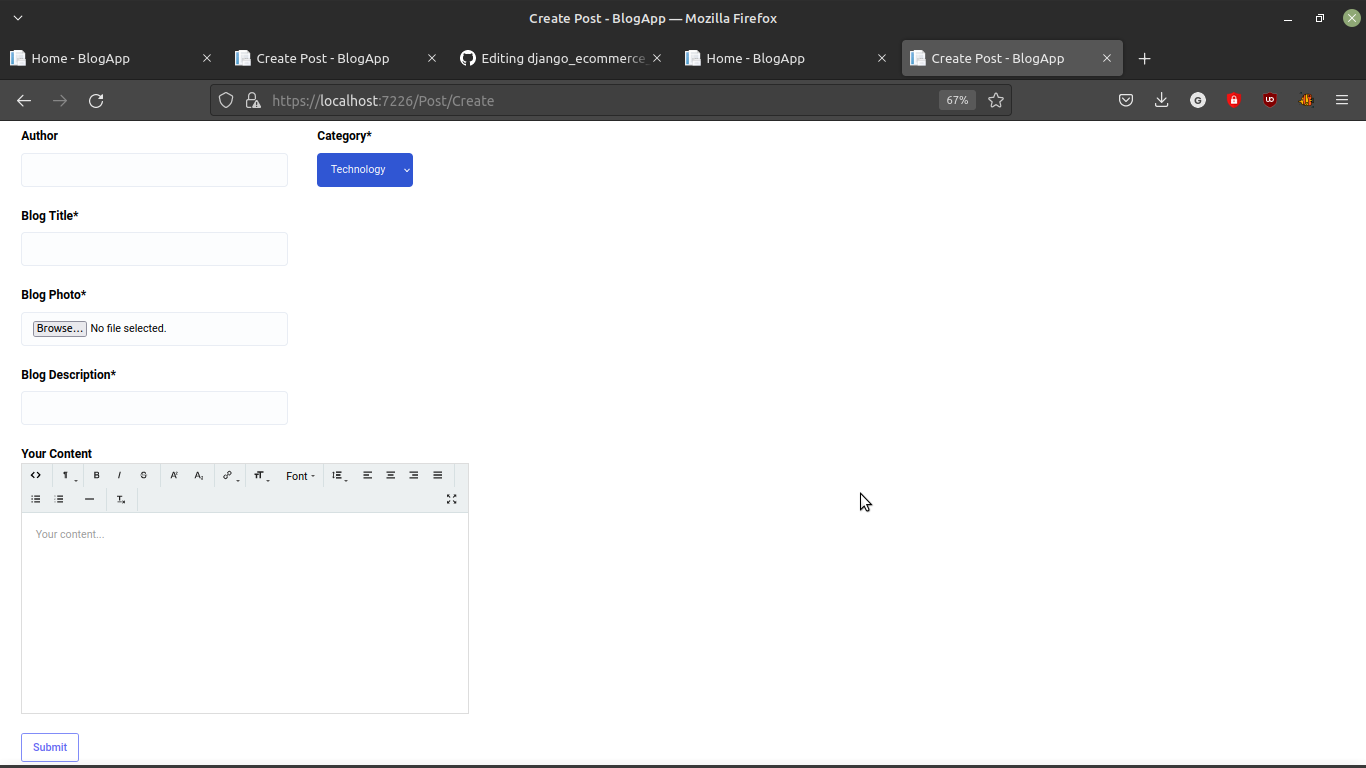 Create Post - BlogApp — Mozilla Firefox
Home - BlogApp
Create Post - BlogApp
Editing django_ecommerce_
Home - BlogApp
Create Post - BlogApp
https://localhost:7226/Post/Create
67%
G
UD
Author
Category*
Technology
Blog Title*
Blog Photo*
Browse... No file selected.
Blog Description*
Your Content
Font
Your content...
Submit